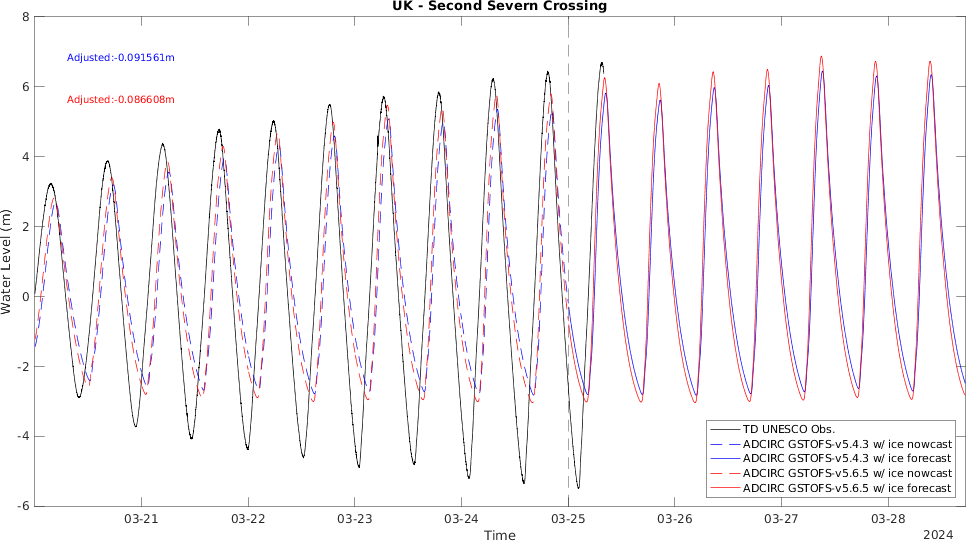 UK - Second Severn Crossing
Adjusted:-0.091561m
Adjusted:-0.086608m
8
6
4
2
0
-2
-4
-6
Water Level (m)
TD UNESCO Obs.
ADCIRC GSTOFS-v5.4.3 w/ ice nowcast
ADCIRC GSTOFS-v5.4.3 w/ ice forecast
ADCIRC GSTOFS-v5.6.5 w/ ice nowcast
ADCIRC GSTOFS-v5.6.5 w/ ice forecast
03-21 03-22 03-23 03-24 03-25 03-26 03-27 03-28
Time
2024